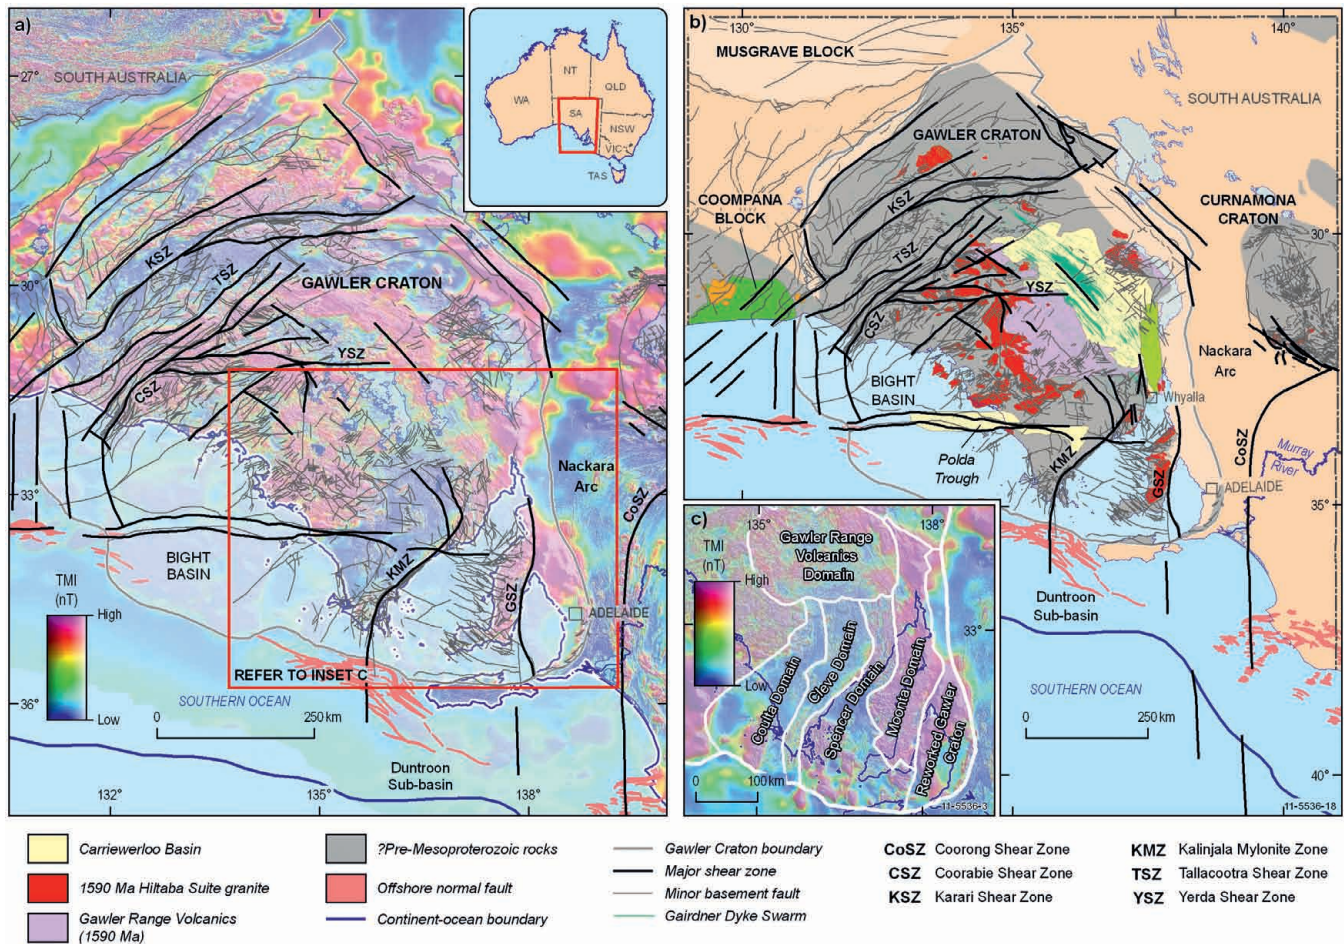 a)
27°
SOUTH AUSTRALIA
NT
QLD
WA
SA
NSW
VIC
TAS
KSZ
TSZ
GAWLER CRATON
30°
YSZ
CSZ
Nackara
Arc
CoSZ
33°
BIGHT
BASIN
KMZ
GSZ
ADELAIDE
TMI
(nT)
High
Low
REFER TO INSET C
36°
SOUTHERN OCEAN
0
250 km
Duntroon
Sub-basin
132°
135°
138°
b)
130°
135°
140°
MUSGRAVE BLOCK
SOUTH AUSTRALIA
GAWLER CRATON
COOMPANA
BLOCK
KSZ
CURNAMONA
CRATON
30°
TSZ
YSZ
CSZ
Nackara
Arc
BIGHT
BASIN
Whyalla
CoSZ
Murray
River
Polda
Trough
KMZ
GSZ
ADELAIDE
35°
Duntroon
Sub-basin
SOUTHERN OCEAN
0
250 km
40°
11-5536-18
c)
135°
138°
TMI
(nT)
High
Low
Gawler Range
Volcanics
Domain
33°
Coulta Domain
Cleve Domain
Spencer Domain
Moonta Domain
Reworked Gawler
Craton
0
100 km
11-5536-3
Carriewerloo Basin
1590 Ma Hiltaba Suite granite
Gawler Range Volcanics
(1590 Ma)
?Pre-Mesoproterozoic rocks
Offshore normal fault
Continent-ocean boundary
Gawler Craton boundary
Major shear zone
Minor basement fault
Gairdner Dyke Swarm
CoSZ Coorong Shear Zone
CSZ Coorabie Shear Zone
KSZ Karari Shear Zone
KMZ Kalinjala Mylonite Zone
TSZ Tallacootra Shear Zone
YSZ Yerda Shear Zone